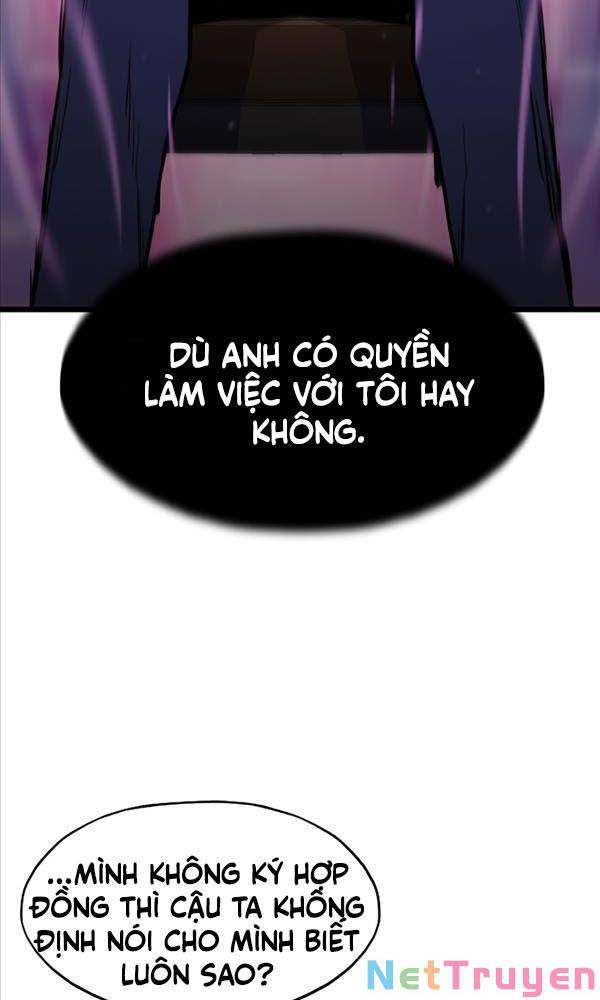 DÙ ANH CÓ QUYỀN
LÀM VIỆC VỚI TÔI HAY
KHÔNG.
...MÌNH KHÔNG KÝ HỢP
ĐỒNG THÌ CẬU TA KHÔNG
ĐỊNH NÓI CHO MÌNH BIẾT
LUÔN SAO?
NetTruyen